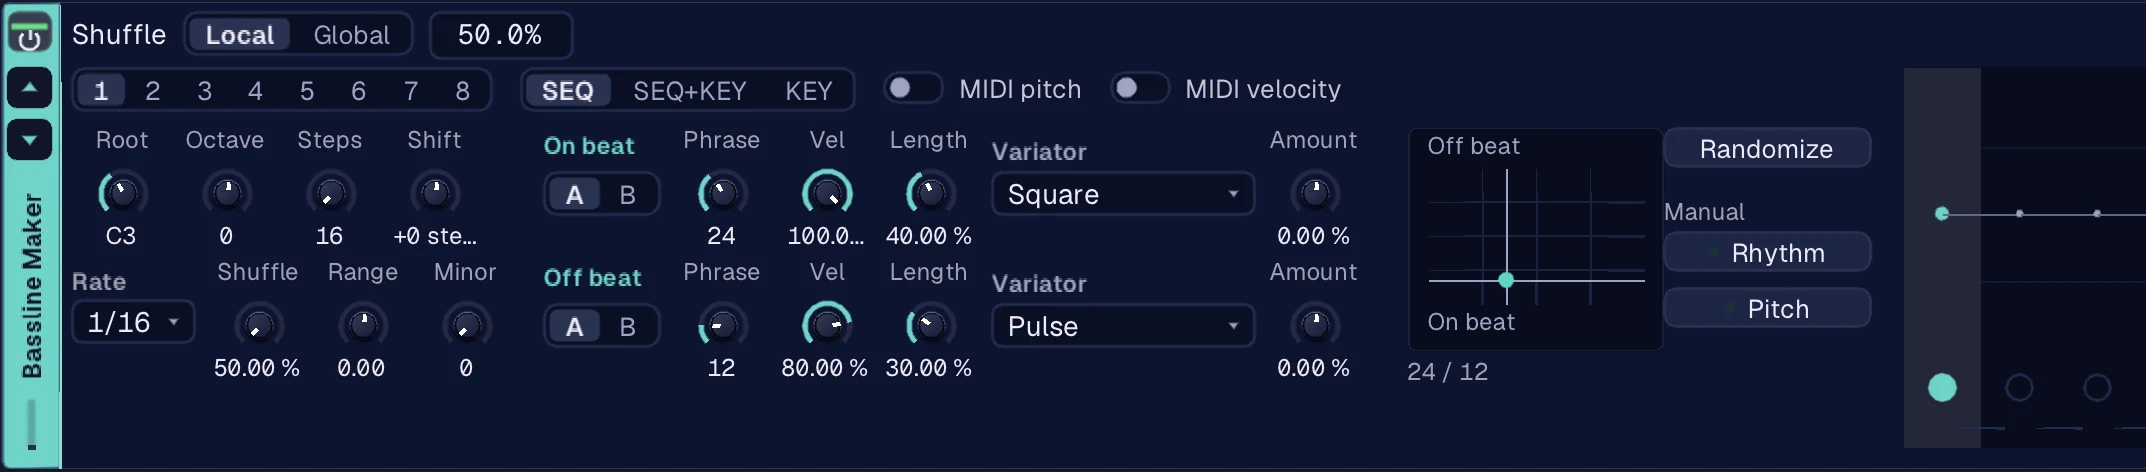 Shuffle Local Global 50.0%
1 2 3 4 5 6 7 8 SEQ SEQ+KEY KEY MIDI pitch MIDI velocity
Root Octave Steps Shift On beat Phrase Vel Length Variator Amount Off beat Randomize
A B Square
C3 0 16 +0 ste... 24 100.0... 40.00 % 0.00 % Manual
Rate Shuffle Range Minor Off beat Phrase Vel Length Variator Amount Rhythm
1/16 A B Pulse On beat Pitch
50.00 % 0.00 0 12 80.00 % 30.00 % 0.00 % 24 / 12
Bassline Maker